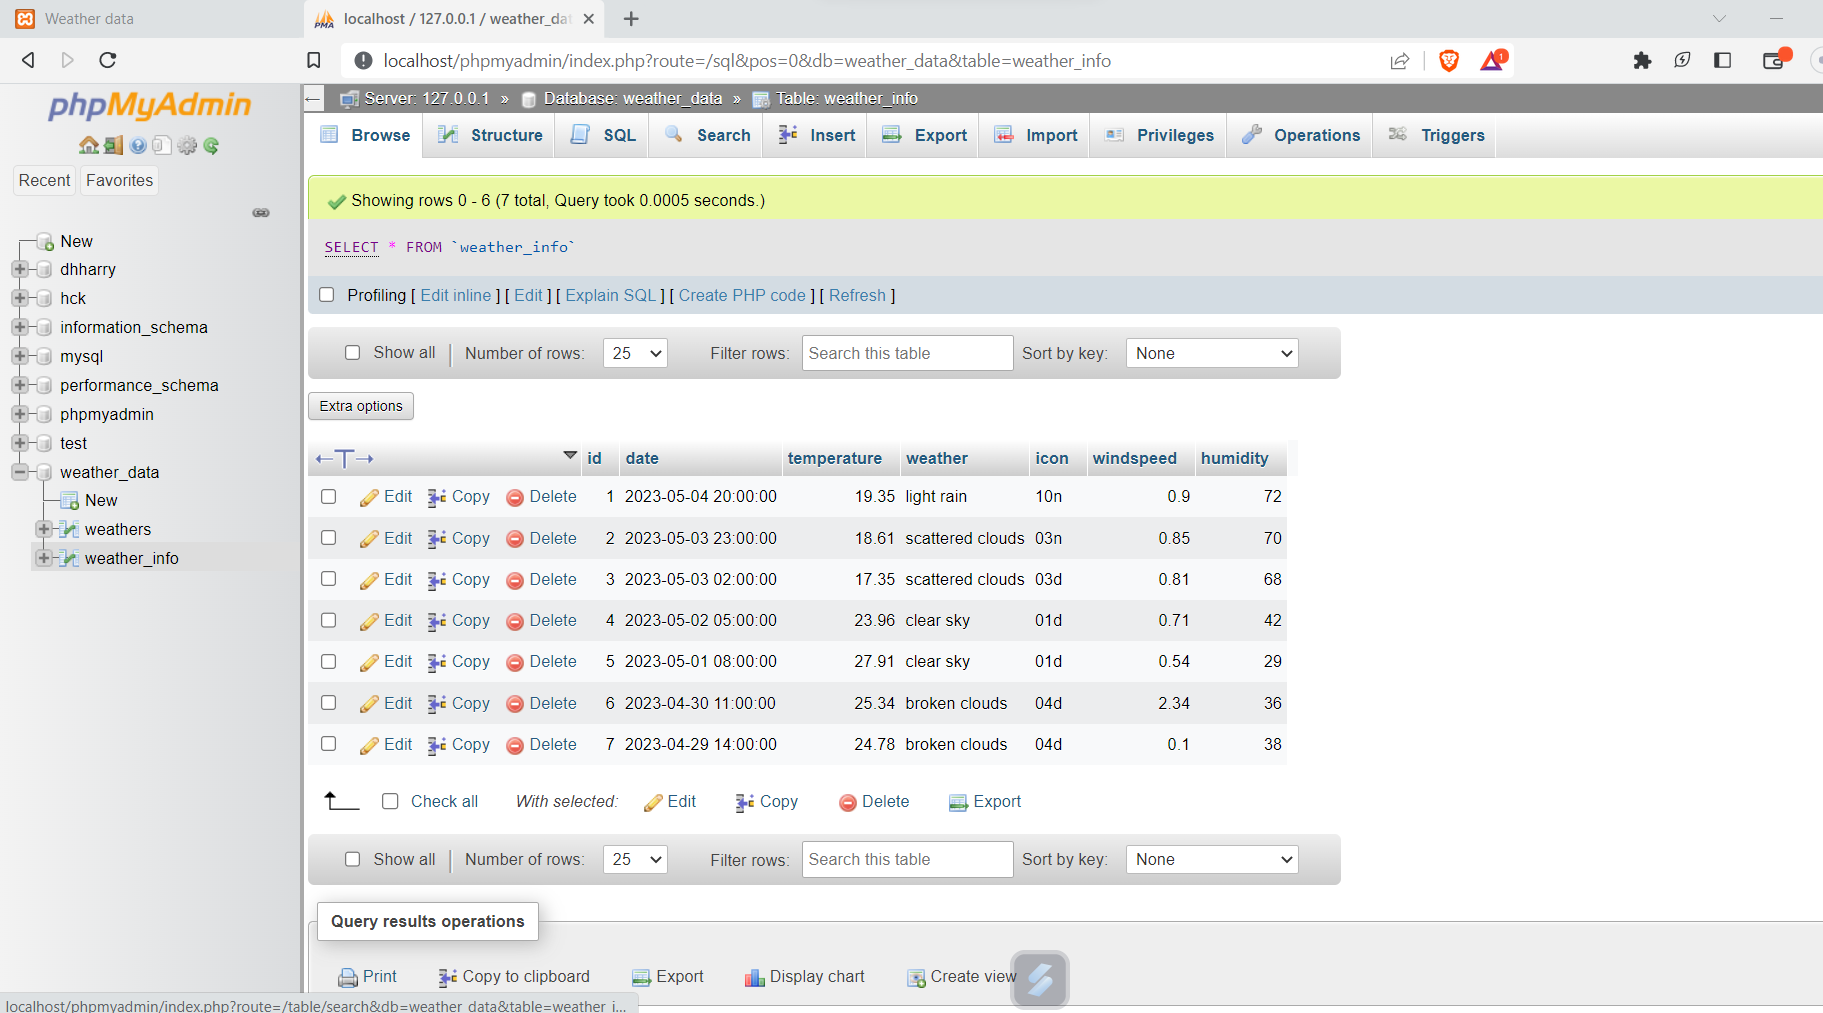 Weather data
localhost / 127.0.0.1 / weather_dat
localhost/phpmyadmin/index.php?route=/sql&pos=0&db=weather_data&table=weather_info
1
phpMyAdmin
Recent
Favorites
New
dhharry
hck
information_schema
mysql
performance_schema
phpmyadmin
test
weather_data
New
weathers
weather_info
Server: 127.0.0.1 » Database: weather_data » Table: weather_info
Browse Structure SQL Search Insert Export Import Privileges Operations Triggers
Showing rows 0 - 6 (7 total, Query took 0.0005 seconds.)
SELECT * FROM `weather_info`
Profiling [ Edit inline ] [ Edit ] [ Explain SQL ] [ Create PHP code ] [ Refresh ]
Show all Number of rows: 25 Filter rows: Search this table Sort by key: None
Extra options
←T→ id date temperature weather icon windspeed humidity
Edit Copy Delete 1 2023-05-04 20:00:00 19.35 light rain 10n 0.9 72
Edit Copy Delete 2 2023-05-03 23:00:00 18.61 scattered clouds 03n 0.85 70
Edit Copy Delete 3 2023-05-03 02:00:00 17.35 scattered clouds 03d 0.81 68
Edit Copy Delete 4 2023-05-02 05:00:00 23.96 clear sky 01d 0.71 42
Edit Copy Delete 5 2023-05-01 08:00:00 27.91 clear sky 01d 0.54 29
Edit Copy Delete 6 2023-04-30 11:00:00 25.34 broken clouds 04d 2.34 36
Edit Copy Delete 7 2023-04-29 14:00:00 24.78 broken clouds 04d 0.1 38
Check all With selected: Edit Copy Delete Export
Show all Number of rows: 25 Filter rows: Search this table Sort by key: None
Query results operations
Print Copy to clipboard Export Display chart Create view
localhost/phpmyadmin/index.php?route=/table/search&db=weather_data&table=weather_i...